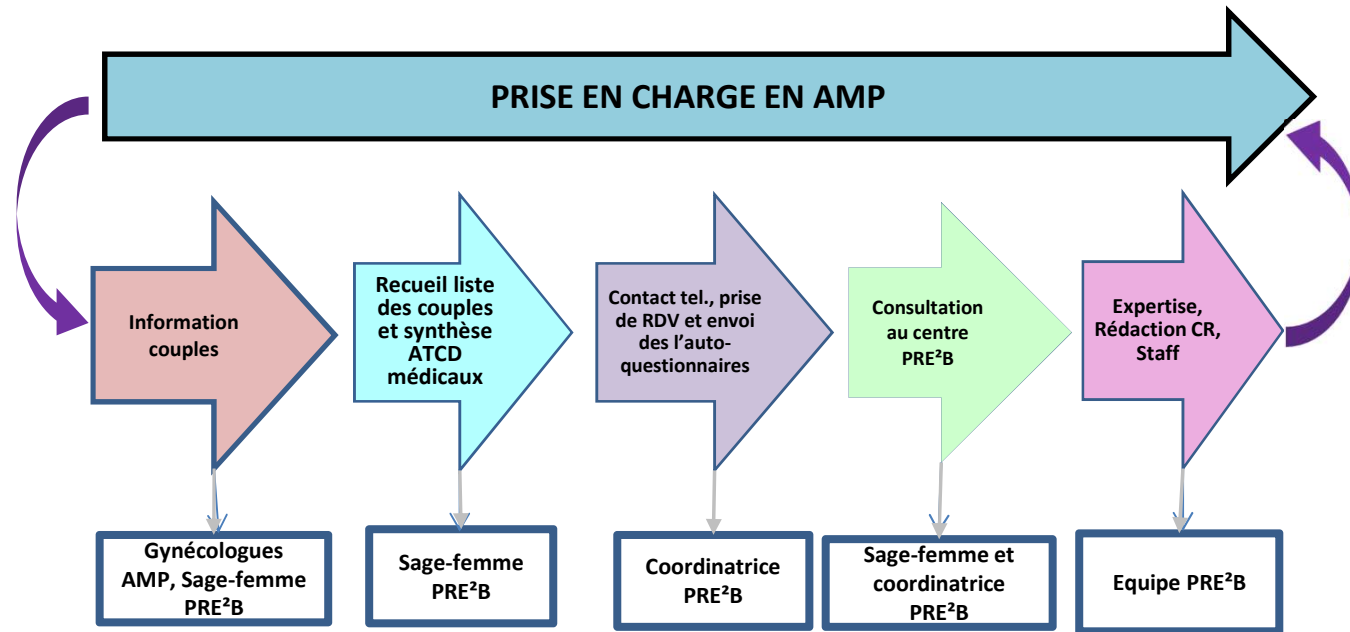 PRISE EN CHARGE EN AMP
Information
couples
Recueil liste
des couples
et synthèse
ATCD
médicaux
Contact tel., prise
de RDV et envoi
des l'auto-
questionnaires
Consultation
au centre
PRE²B
Expertise,
Rédaction CR,
Staff
Gynécologues
AMP, Sage-femme
PRE²B
Sage-femme
PRE²B
Coordinatrice
PRE²B
Sage-femme et
coordinatrice
PRE²B
Equipe PRE²B